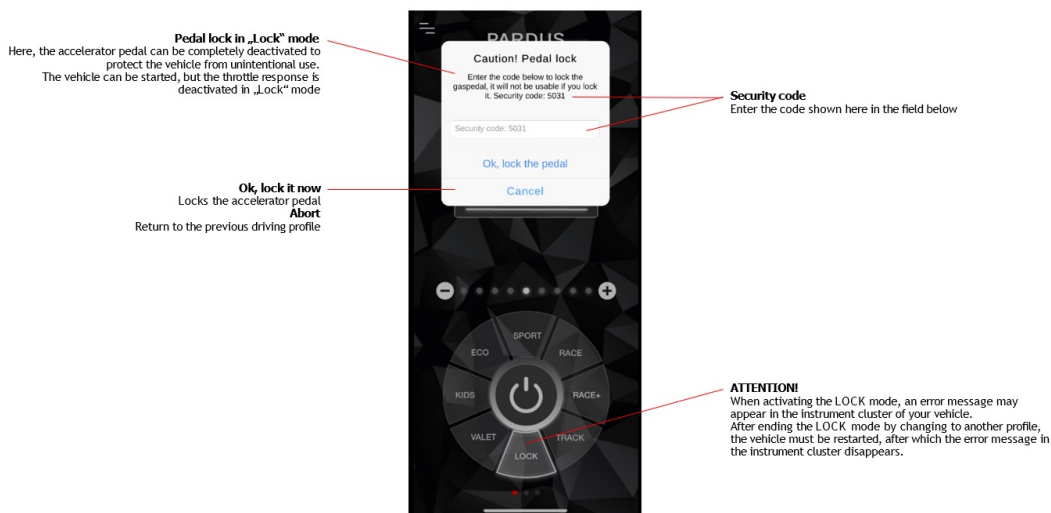 Pedal lock in „Lock“ mode
Here, the accelerator pedal can be completely deactivated to
protect the vehicle from unintentional use.
The vehicle can be started, but the throttle response is
deactivated in „Lock“ mode
Ok, lock it now
Locks the accelerator pedal
Abort
Return to the previous driving profile
PARDUS
Caution! Pedal lock
Enter the code below to lock the
gaspedal, it will not be usable if you lock
it. Security code: 5031
Security code: 5031
Ok, lock the pedal
Cancel
SPORT
ECO
RACE
KIDS
RACE+
VALET
TRACK
LOCK
Security code
Enter the code shown here in the field below
ATTENTION!
When activating the LOCK mode, an error message may
appear in the instrument cluster of your vehicle.
After ending the LOCK mode by changing to another profile,
the vehicle must be restarted, after which the error message in
the instrument cluster disappears.